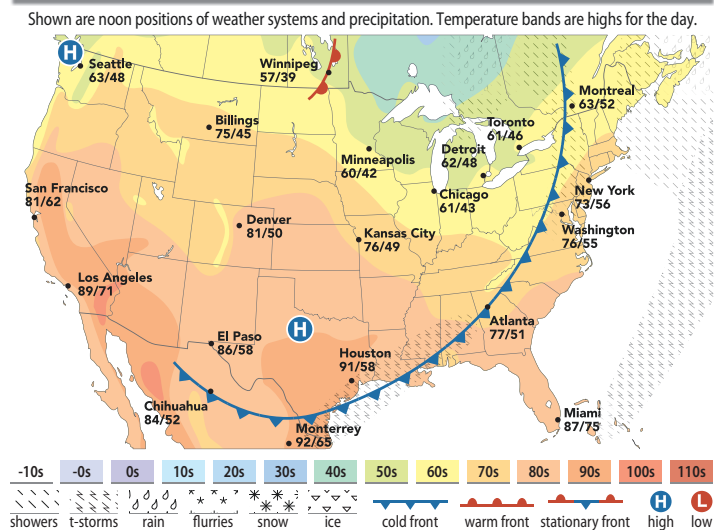 Shown are noon positions of weather systems and precipitation. Temperature bands are highs for the day.
H
Seattle
63/48
Winnipeg
57/39
Montreal
63/52
Billings
75/45
Toronto
61/46
Minneapolis
60/42
Detroit
62/48
San Francisco
81/62
Chicago
61/43
New York
73/56
Denver
81/50
Kansas City
76/49
Washington
76/55
Los Angeles
89/71
H
Atlanta
77/51
El Paso
86/58
Houston
91/58
Chihuahua
84/52
Monterrey
92/65
Miami
87/75
-10s -0s 0s 10s 20s 30s 40s 50s 60s 70s 80s 90s 100s 110s
H L
showers t-storms rain flurries snow ice cold front warm front stationary front high low